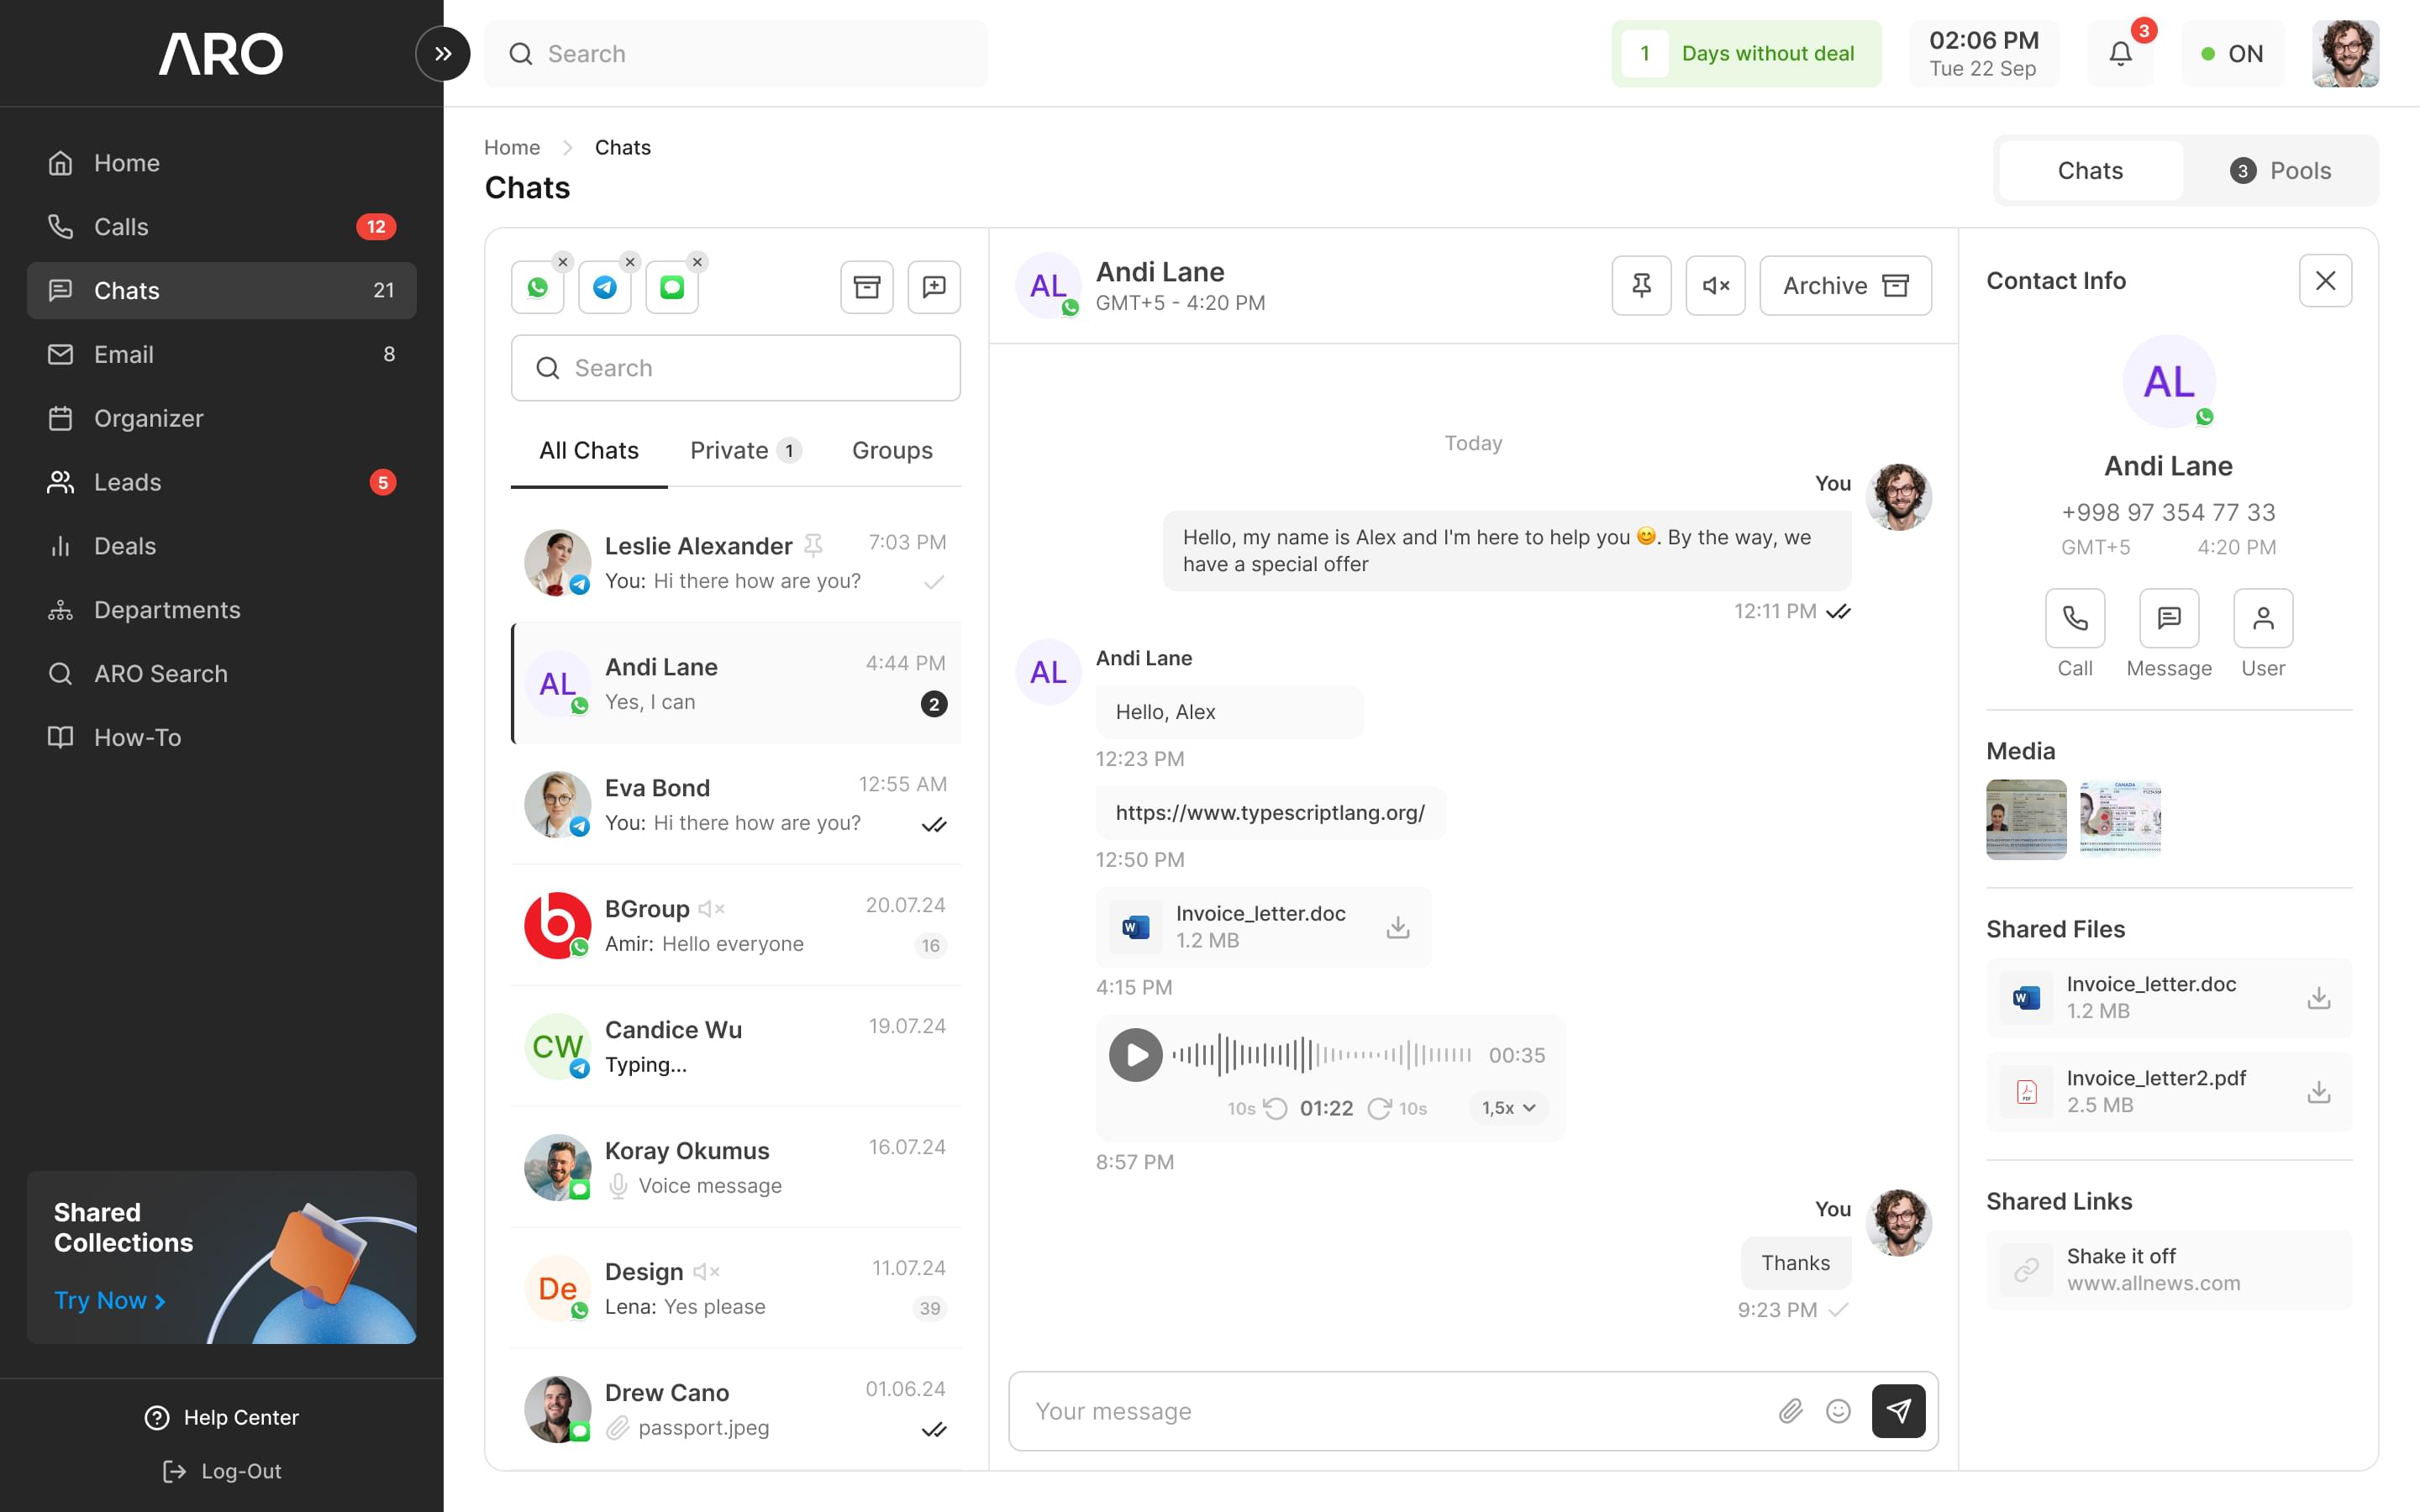 ARO
Home
Calls
12
Chats
21
Email
8
Organizer
Leads
5
Deals
Departments
ARO Search
How-To
Shared
Collections
Try Now
Help Center
Log-Out
Search
1 Days without deal
02:06 PM
Tue 22 Sep
3
ON
Home Chats
Chats
Chats
3 Pools
Search
All Chats
Private 1
Groups
Leslie Alexander
7:03 PM
You: Hi there how are you?
AL
Andi Lane
4:44 PM
Yes, I can
2
Eva Bond
12:55 AM
You: Hi there how are you?
BGroup
20.07.24
Amir: Hello everyone
16
CW
Candice Wu
19.07.24
Typing...
Koray Okumus
16.07.24
Voice message
De
Design
11.07.24
Lena: Yes please
39
Drew Cano
01.06.24
passport.jpeg
AL
Andi Lane
GMT+5 - 4:20 PM
Archive
Today
You
Hello, my name is Alex and I'm here to help you 😊. By the way, we
have a special offer
12:11 PM
AL
Andi Lane
Hello, Alex
12:23 PM
https://www.typescriptlang.org/
12:50 PM
W
Invoice_letter.doc
1.2 MB
4:15 PM
00:35
10s 01:22 10s
1,5x
8:57 PM
You
Thanks
9:23 PM
Your message
Contact Info
AL
Andi Lane
+998 97 354 77 33
GMT+5 4:20 PM
Call
Message
User
Media
CANADA
Shared Files
W
Invoice_letter.doc
1.2 MB
PDF
Invoice_letter2.pdf
2.5 MB
Shared Links
Shake it off
www.allnews.com